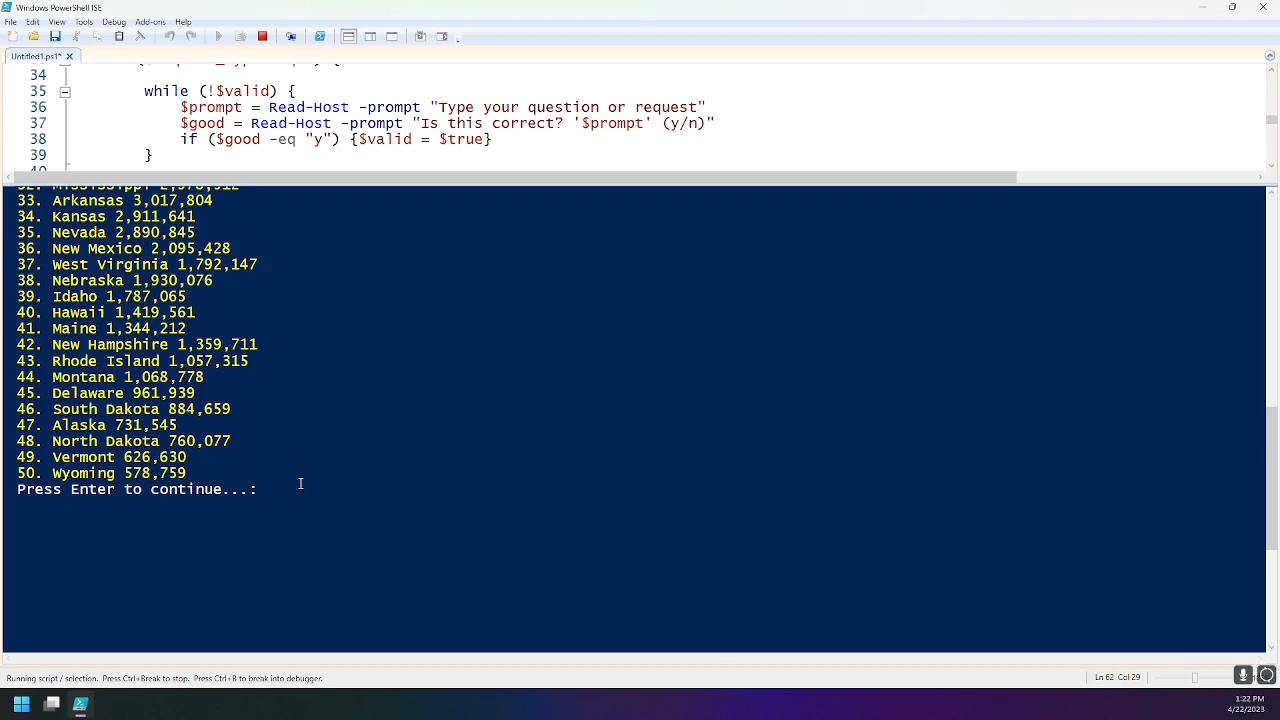 Windows PowerShell ISE
File Edit View Tools Debug Add-ons Help
Untitled1.ps1* X
34
35 while (!$valid) {
36 $prompt = Read-Host -prompt "Type your question or request"
37 $good = Read-Host -prompt "Is this correct? '$prompt' (y/n)"
38 if ($good -eq "y") {$valid = $true}
39 }
40
32. Mississippi 2,976,912
33. Arkansas 3,017,804
34. Kansas 2,911,641
35. Nevada 2,890,845
36. New Mexico 2,095,428
37. West Virginia 1,792,147
38. Nebraska 1,930,076
39. Idaho 1,787,065
40. Hawaii 1,419,561
41. Maine 1,344,212
42. New Hampshire 1,359,711
43. Rhode Island 1,057,315
44. Montana 1,068,778
45. Delaware 961,939
46. South Dakota 884,659
47. Alaska 731,545
48. North Dakota 760,077
49. Vermont 626,630
50. Wyoming 578,759
Press Enter to continue...:
Running script / selection. Press Ctrl+Break to stop. Press Ctrl+B to break into debugger.
Ln 62 Col 29
1:22 PM
4/22/2023